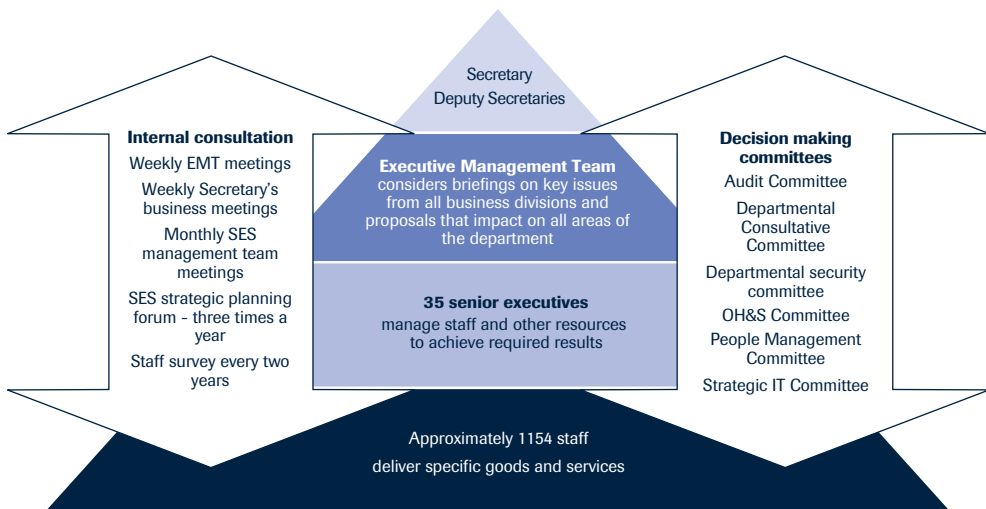 Secretary
Deputy Secretaries
Internal consultation
Weekly EMT meetings
Weekly Secretary's
business meetings
Monthly SES
management team
meetings
SES strategic planning
forum - three times a
year
Staff survey every two
years
Executive Management Team
considers briefings on key issues
from all business divisions and
proposals that impact on all areas of
the department
35 senior executives
manage staff and other resources
to achieve required results
Decision making
committees
Audit Committee
Departmental
Consultative
Committee
Departmental security
committee
OH&S Committee
People Management
Committee
Strategic IT Committee
Approximately 1154 staff
deliver specific goods and services